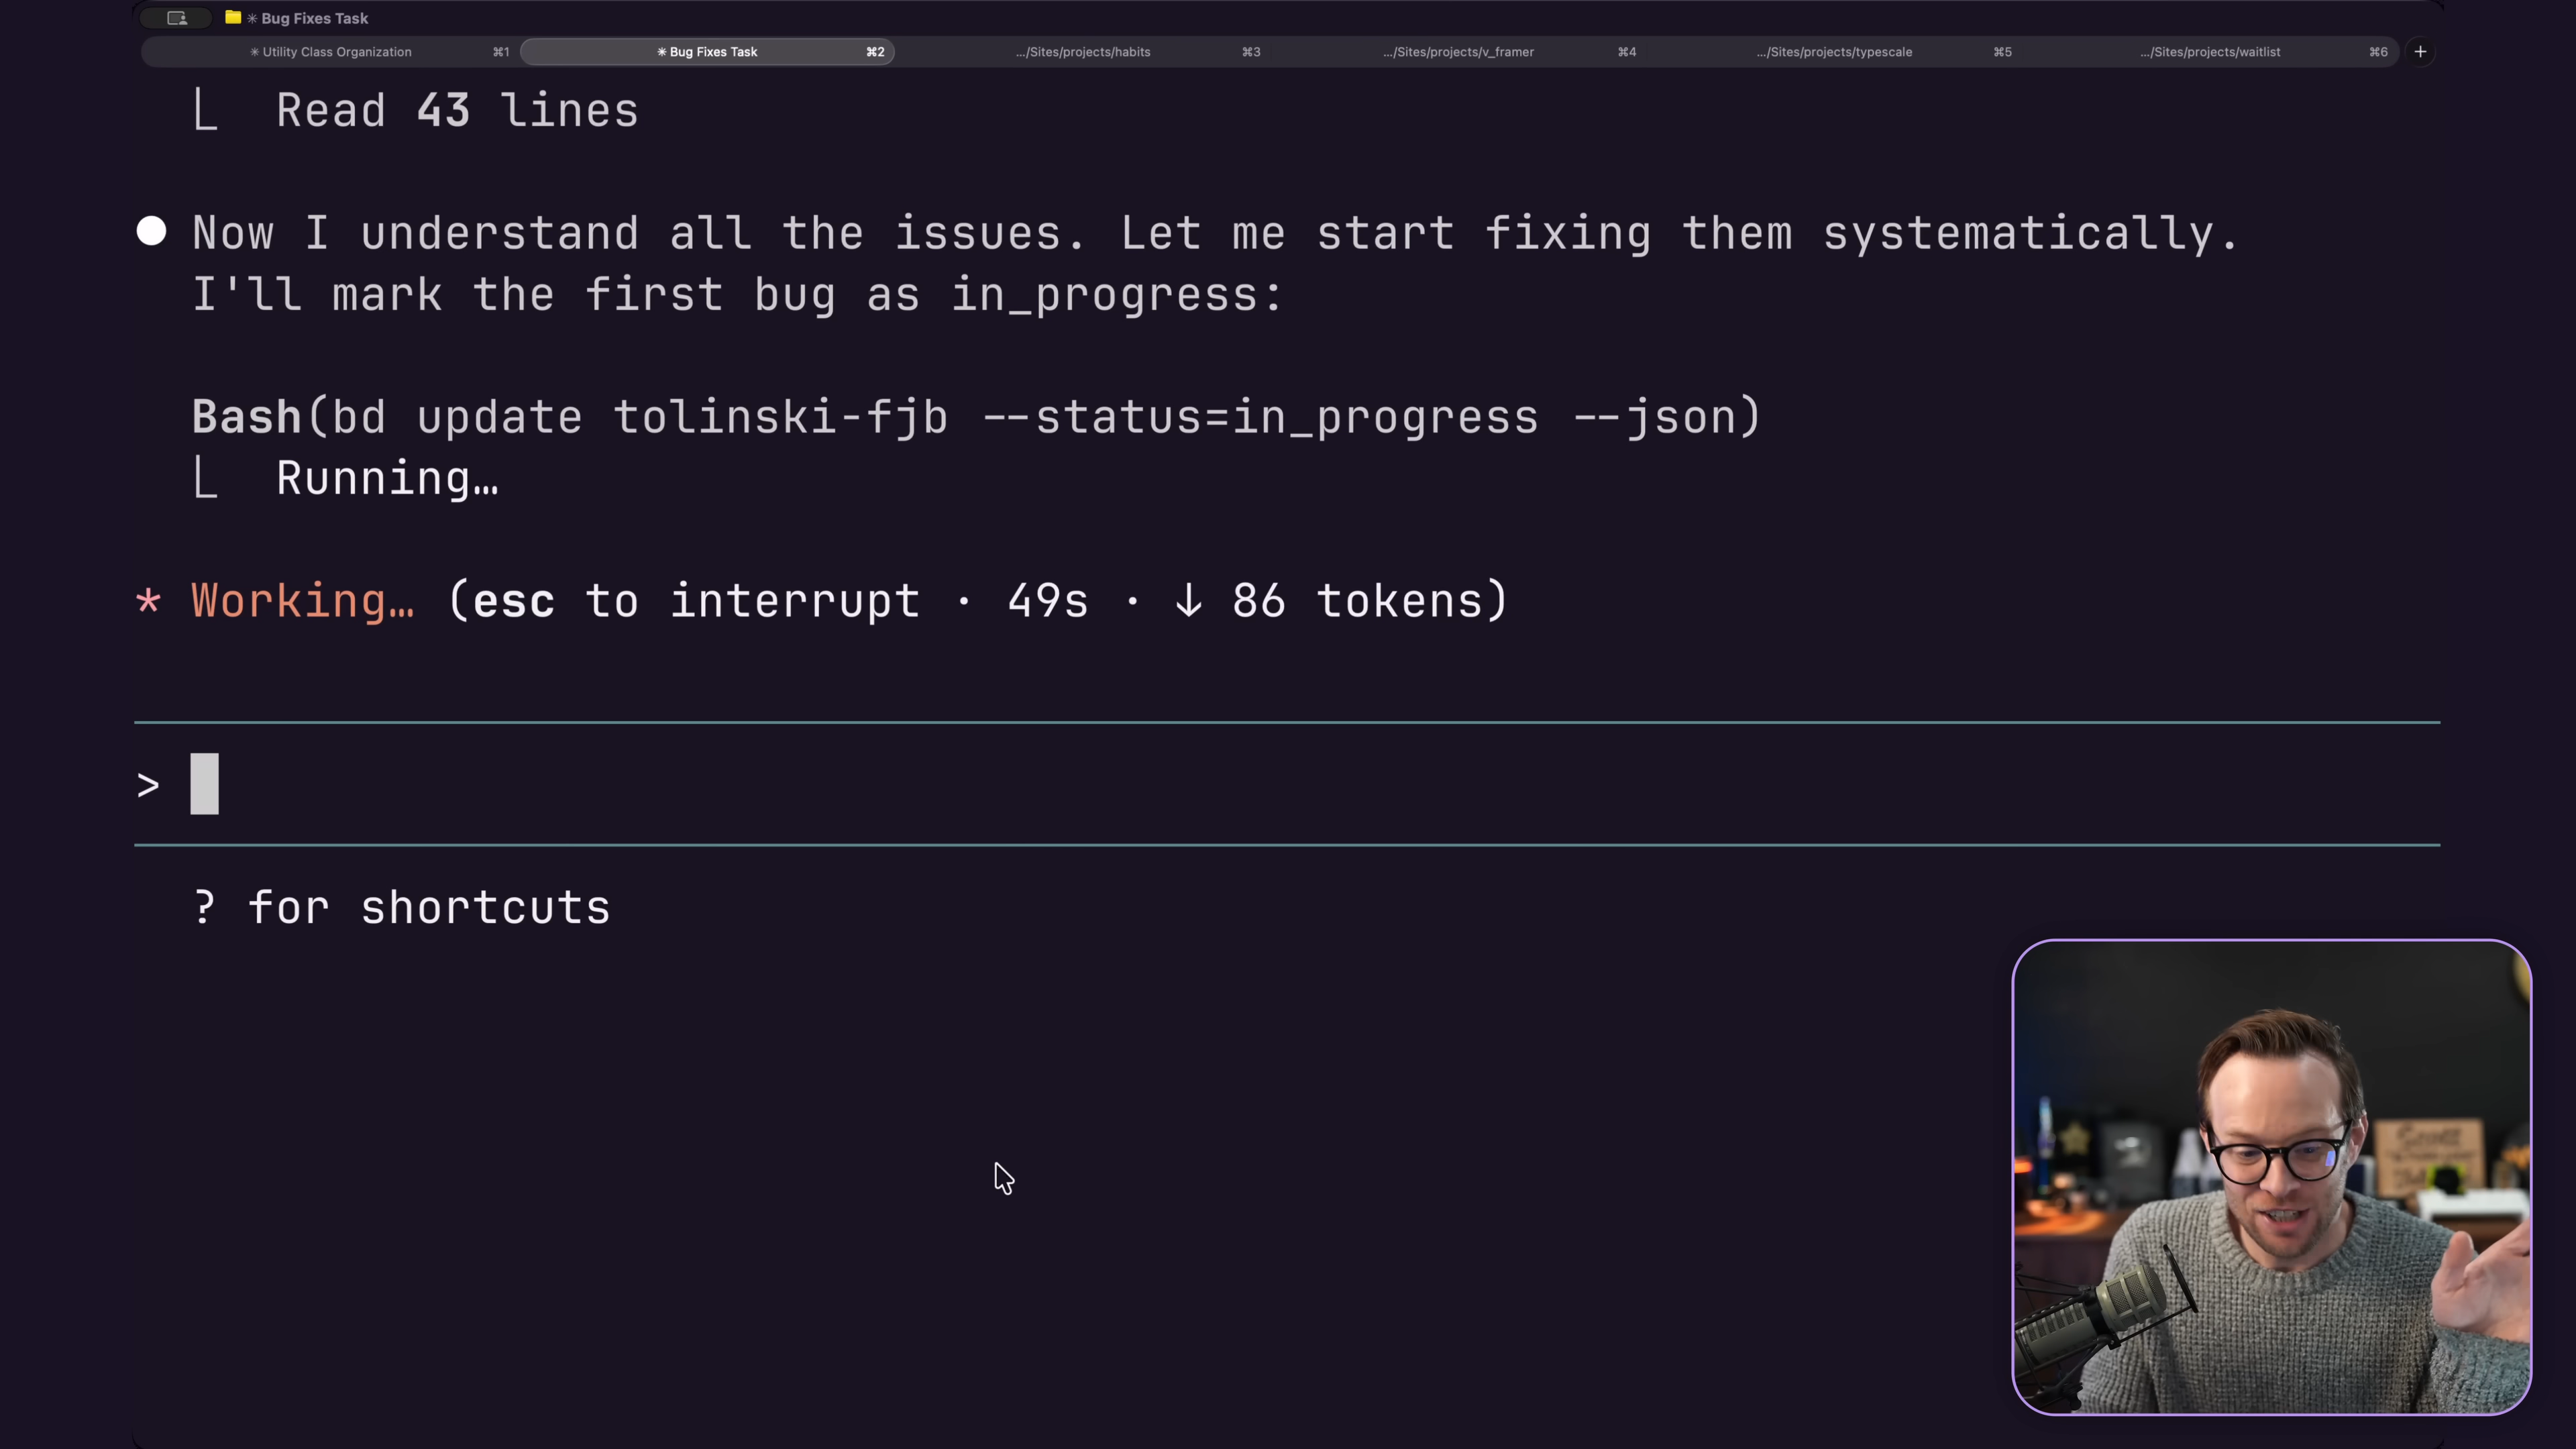 ✳ Bug Fixes Task
✳ Utility Class Organization ⌘1
✳ Bug Fixes Task ⌘2
.../Sites/projects/habits ⌘3
.../Sites/projects/v_framer ⌘4
.../Sites/projects/typescale ⌘5
.../Sites/projects/waitlist ⌘6
+
⎿ Read 43 lines
● Now I understand all the issues. Let me start fixing them systematically.
I'll mark the first bug as in_progress:
Bash(bd update tolinski-fjb --status=in_progress --json)
⎿ Running…
* Working… (esc to interrupt · 49s · ↓ 86 tokens)
>
? for shortcuts